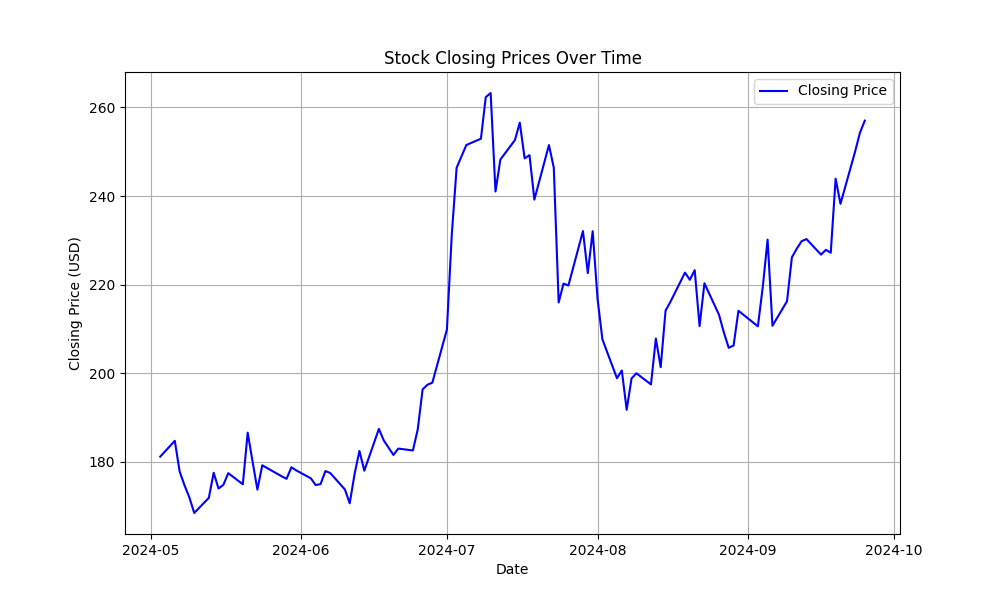 Stock Closing Prices Over Time
Closing Price
Closing Price (USD)
260
240
220
200
180
2024-05 2024-06 2024-07 2024-08 2024-09 2024-10
Date